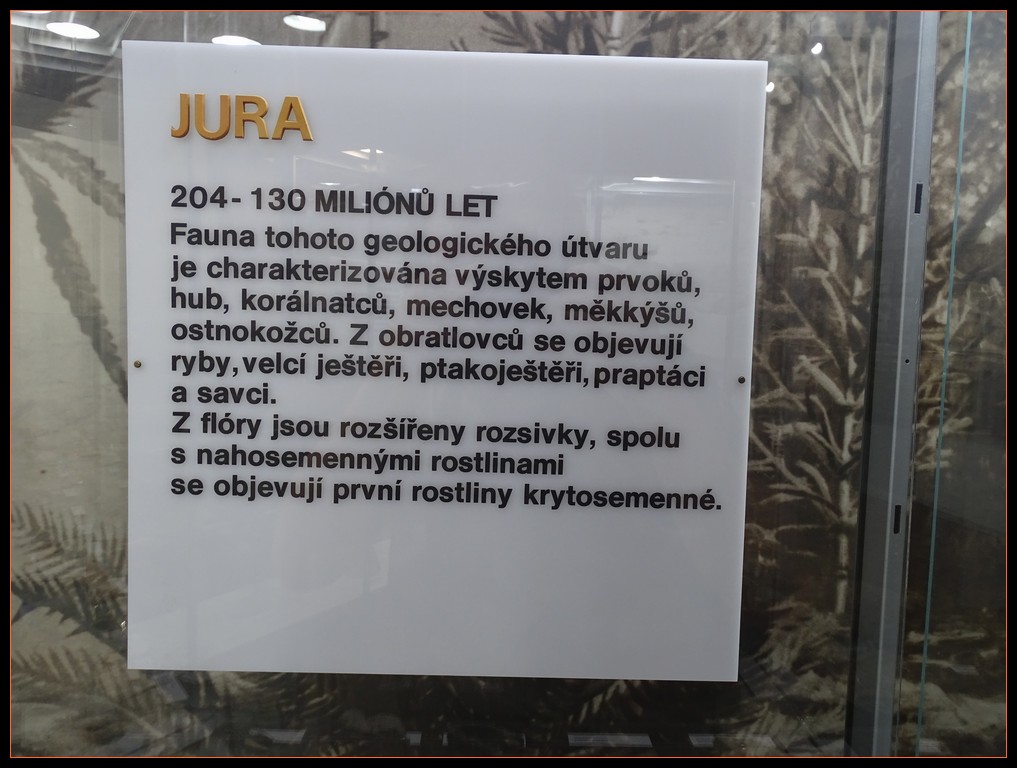 JURA
204-130 MILIÓNŮ LET
Fauna tohoto geologického útvaru
je charakterizována výskytem prvoků,
hub, korálnatců, mechovek, měkkýšů,
ostnokožců. Z obratlovců se objevují
ryby, velcí ještěři, ptakoještěři, praptáci
a savci.
Z flóry jsou rozšířeny rozsivky, spolu
s nahosemennými rostlinami
se objevují první rostliny krytosemenné.